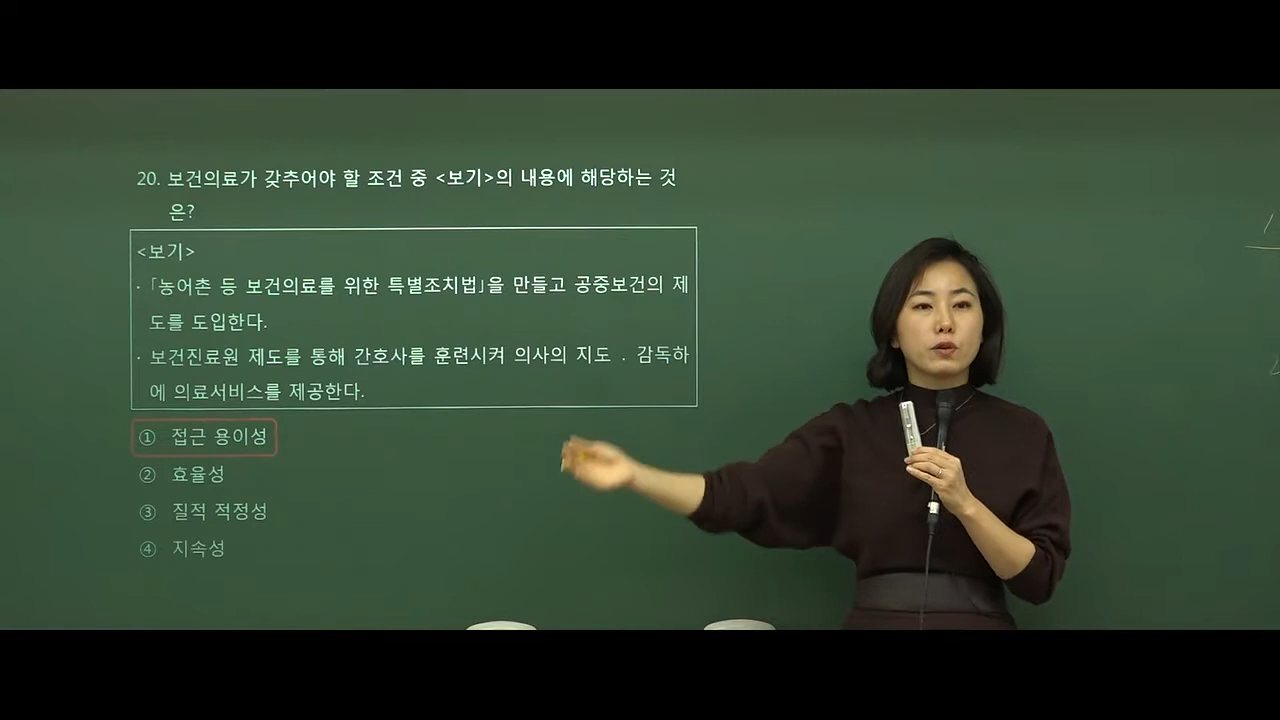 20. 보건의료가 갖추어야 할 조건 중 <보기>의 내용에 해당하는 것
은?
<보기>
· 「농어촌 등 보건의료를 위한 특별조치법」을 만들고 공중보건의 제
도를 도입한다.
· 보건진료원 제도를 통해 간호사를 훈련시켜 의사의 지도 . 감독하
에 의료서비스를 제공한다.
① 접근 용이성
② 효율성
③ 질적 적정성
④ 지속성